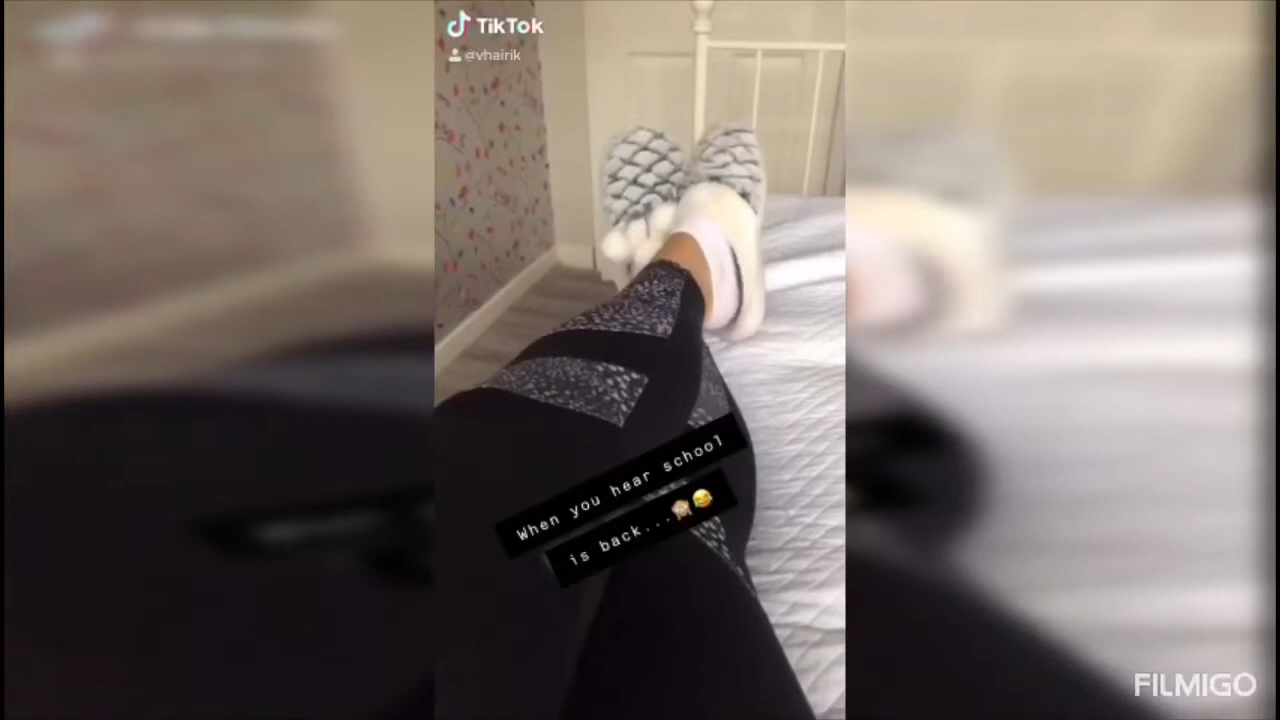 TikTok
@vhairik
When you hear school
is back...🙈😂
FILMIGO